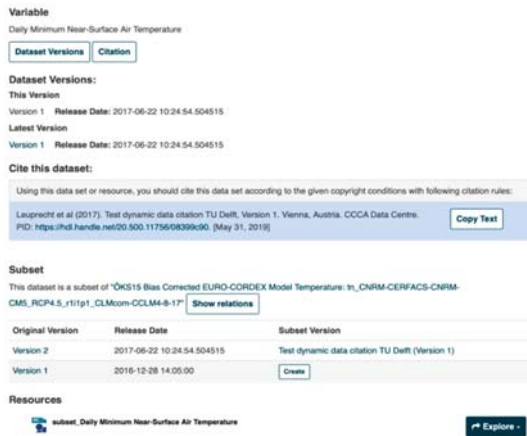 Variable
Daily Minimum Near-Surface Air Temperature
Dataset Versions Citation
Dataset Versions:
This Version
Version 1 Release Date: 2017-06-22 10:24:54.504515
Latest Version
Version 1 Release Date: 2017-06-22 10:24:54.504515
Cite this dataset:
Using this data set or resource, you should cite this data set according to the given copyright conditions with following citation rules:
Leuprecht et al (2017). Test dynamic data citation TU Delft, Version 1. Vienna, Austria. CCCA Data Centre.
PID: https://hdl.handle.net/20.500.11756/08399c90. [May 31, 2019]
Copy Text
Subset
This dataset is a subset of "ÖKS15 Bias Corrected EURO-CORDEX Model Temperature: tn_CNRM-CERFACS-CNRM-
CM5_RCP4.5_r1i1p1_CLMcom-CCLM4-8-17" Show relations
Original Version Release Date Subset Version
Version 2 2017-06-22 10:24:54.504515 Test dynamic data citation TU Delft (Version 1)
Version 1 2016-12-28 14:05:00 Create
Resources
subset_Daily Minimum Near-Surface Air Temperature
Explore